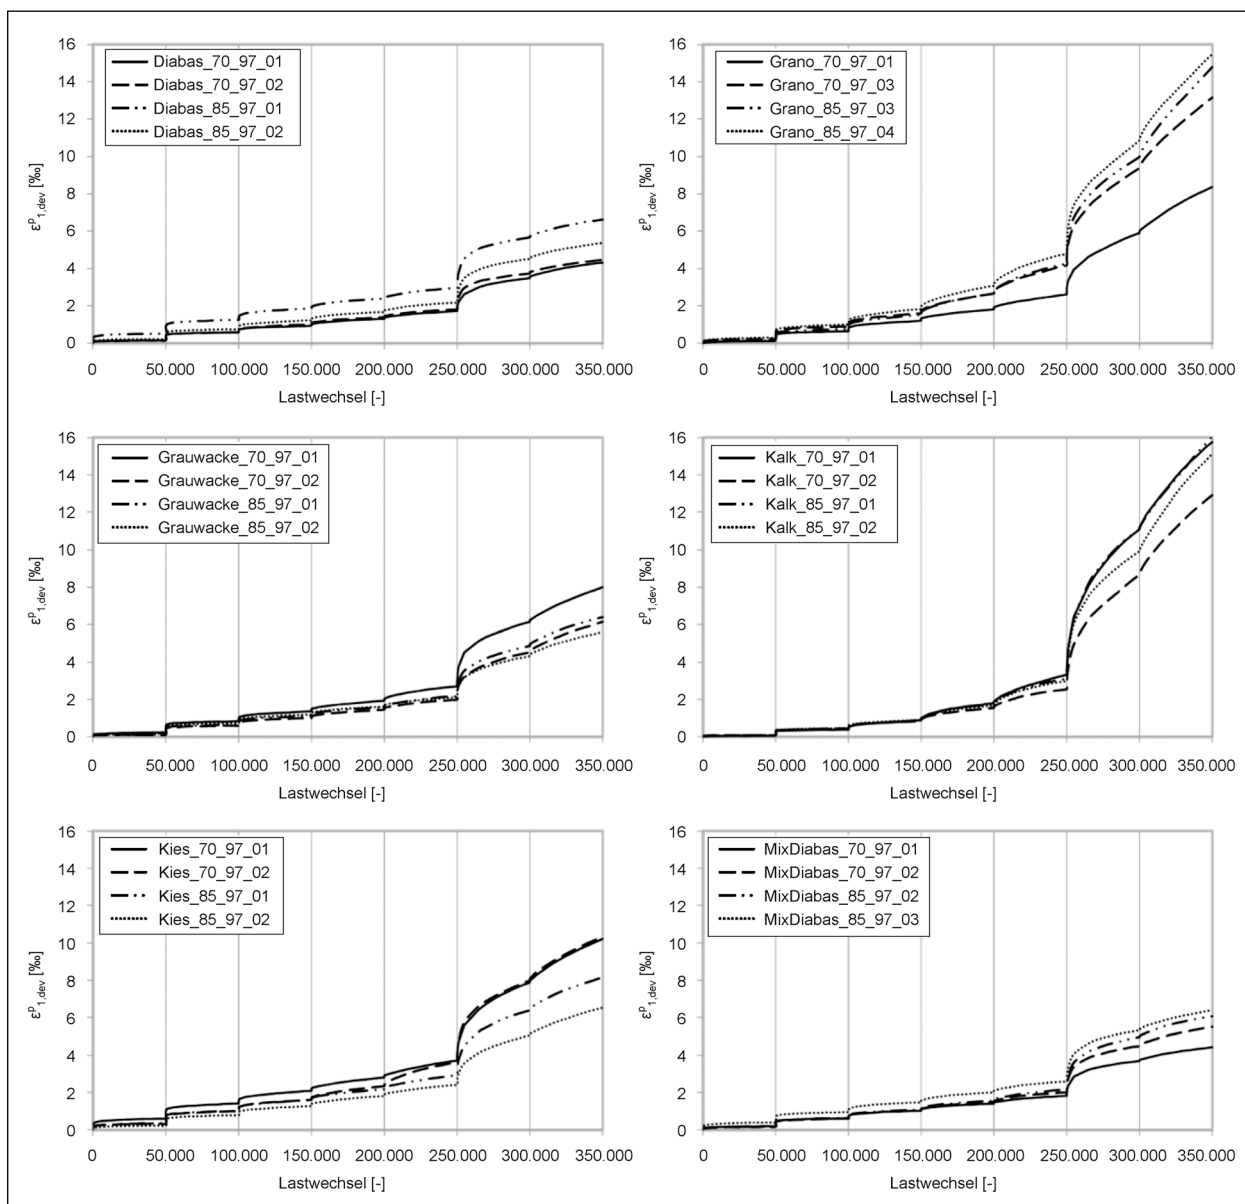 16
14
12
10
8
6
4
2
0
ε^p_1,dev [‰]
Diabas_70_97_01
Diabas_70_97_02
Diabas_85_97_01
Diabas_85_97_02
0 50.000 100.000 150.000 200.000 250.000 300.000 350.000
Lastwechsel [-]
16
14
12
10
8
6
4
2
0
ε^p_1,dev [‰]
Grano_70_97_01
Grano_70_97_03
Grano_85_97_03
Grano_85_97_04
0 50.000 100.000 150.000 200.000 250.000 300.000 350.000
Lastwechsel [-]
16
14
12
10
8
6
4
2
0
ε^p_1,dev [‰]
Grauwacke_70_97_01
Grauwacke_70_97_02
Grauwacke_85_97_01
Grauwacke_85_97_02
0 50.000 100.000 150.000 200.000 250.000 300.000 350.000
Lastwechsel [-]
16
14
12
10
8
6
4
2
0
ε^p_1,dev [‰]
Kalk_70_97_01
Kalk_70_97_02
Kalk_85_97_01
Kalk_85_97_02
0 50.000 100.000 150.000 200.000 250.000 300.000 350.000
Lastwechsel [-]
16
14
12
10
8
6
4
2
0
ε^p_1,dev [‰]
Kies_70_97_01
Kies_70_97_02
Kies_85_97_01
Kies_85_97_02
0 50.000 100.000 150.000 200.000 250.000 300.000 350.000
Lastwechsel [-]
16
14
12
10
8
6
4
2
0
ε^p_1,dev [‰]
MixDiabas_70_97_01
MixDiabas_70_97_02
MixDiabas_85_97_02
MixDiabas_85_97_03
0 50.000 100.000 150.000 200.000 250.000 300.000 350.000
Lastwechsel [-]